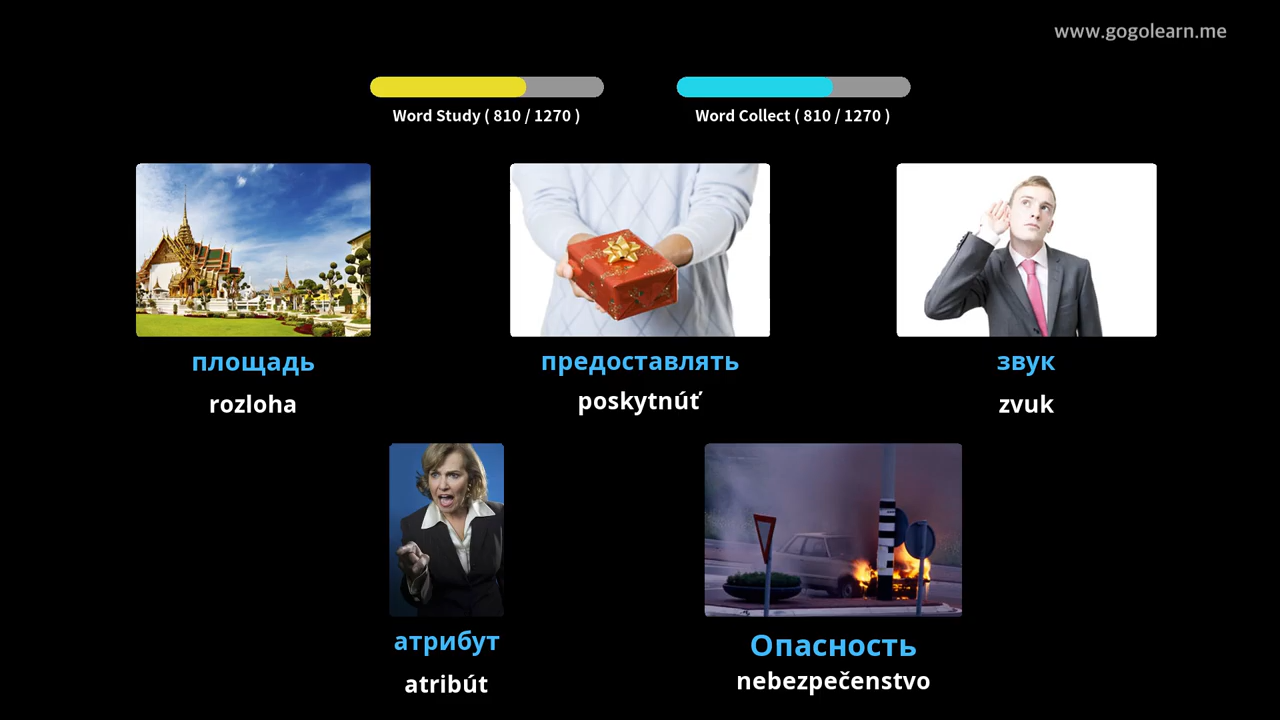 www.gogolearn.me
Word Study ( 810 / 1270 )
Word Collect ( 810 / 1270 )
площадь
предоставлять
звук
rozloha
poskytnúť
zvuk
атрибут
Опасность
atribút
nebezpečenstvo